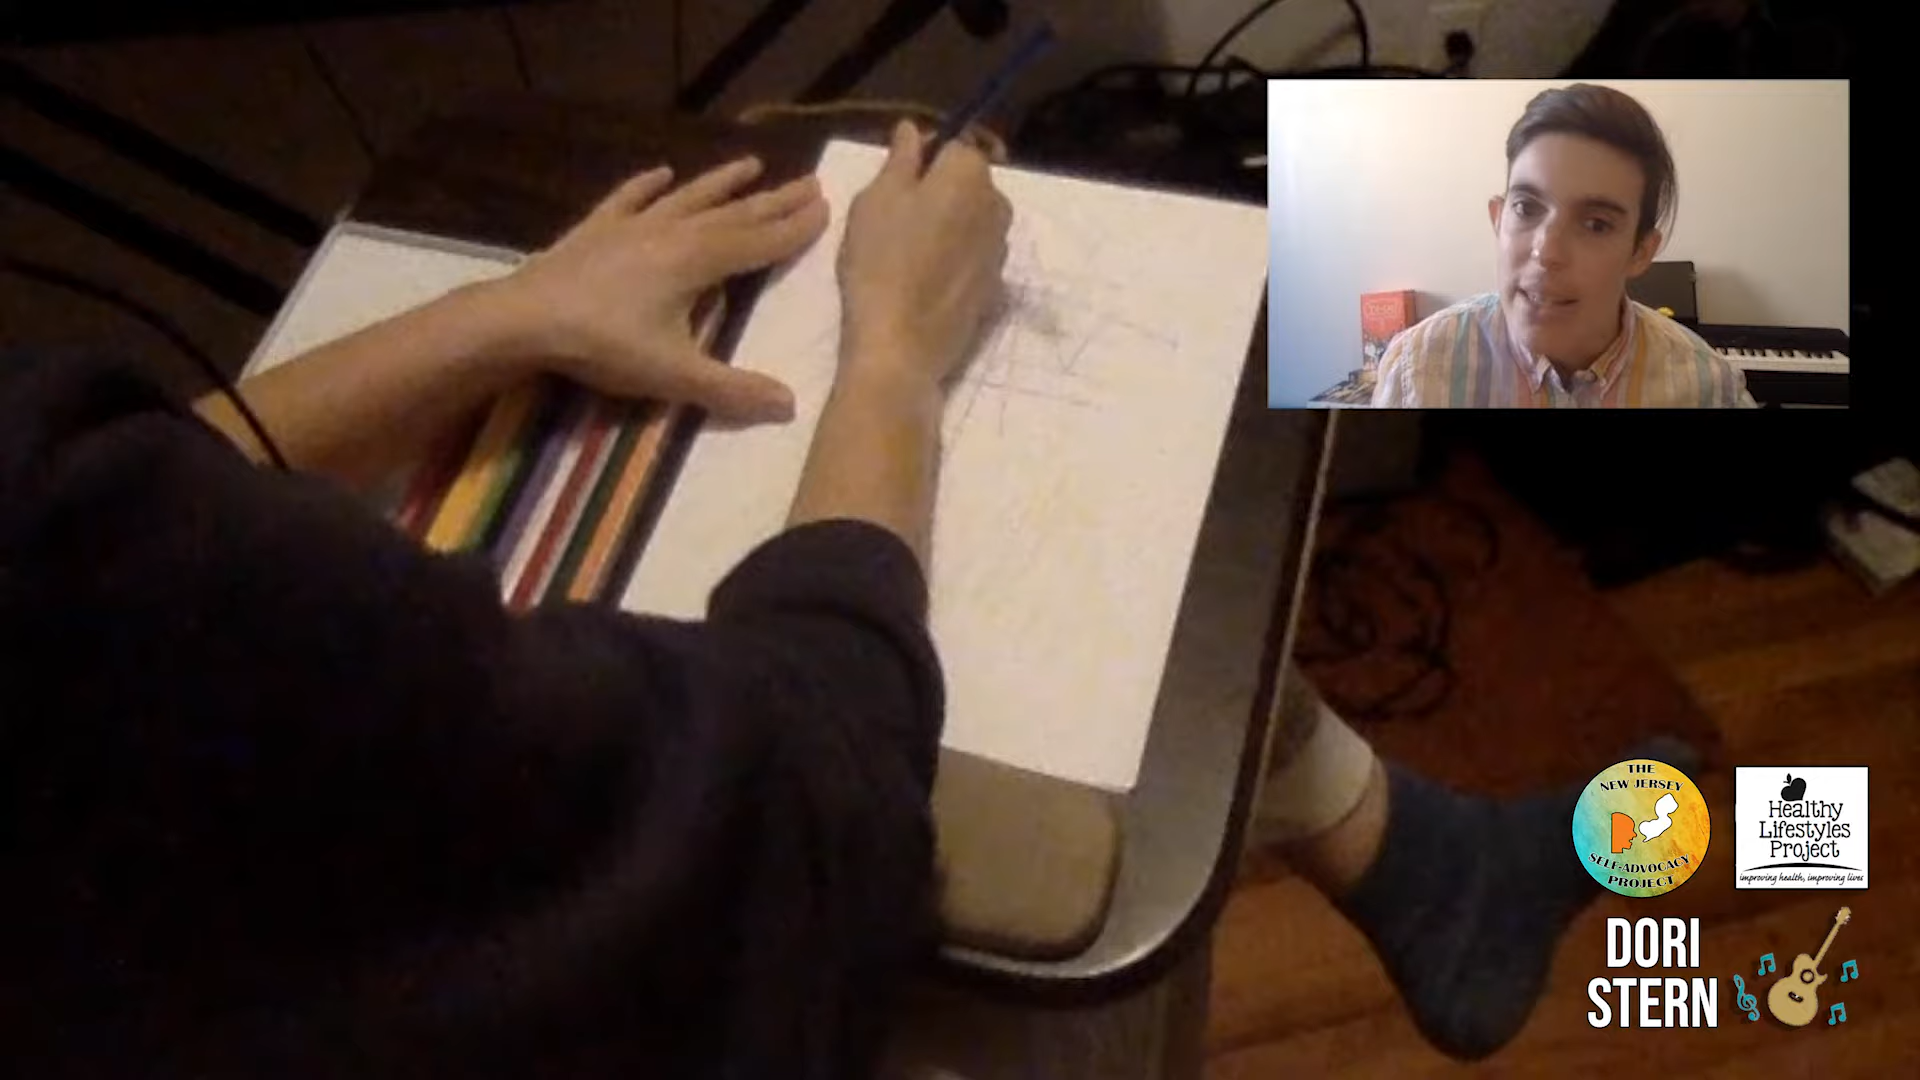 THE
NEW JERSEY
SELF-ADVOCACY
PROJECT
Healthy
Lifestyles
Project
improving health, improving lives
DORI
STERN